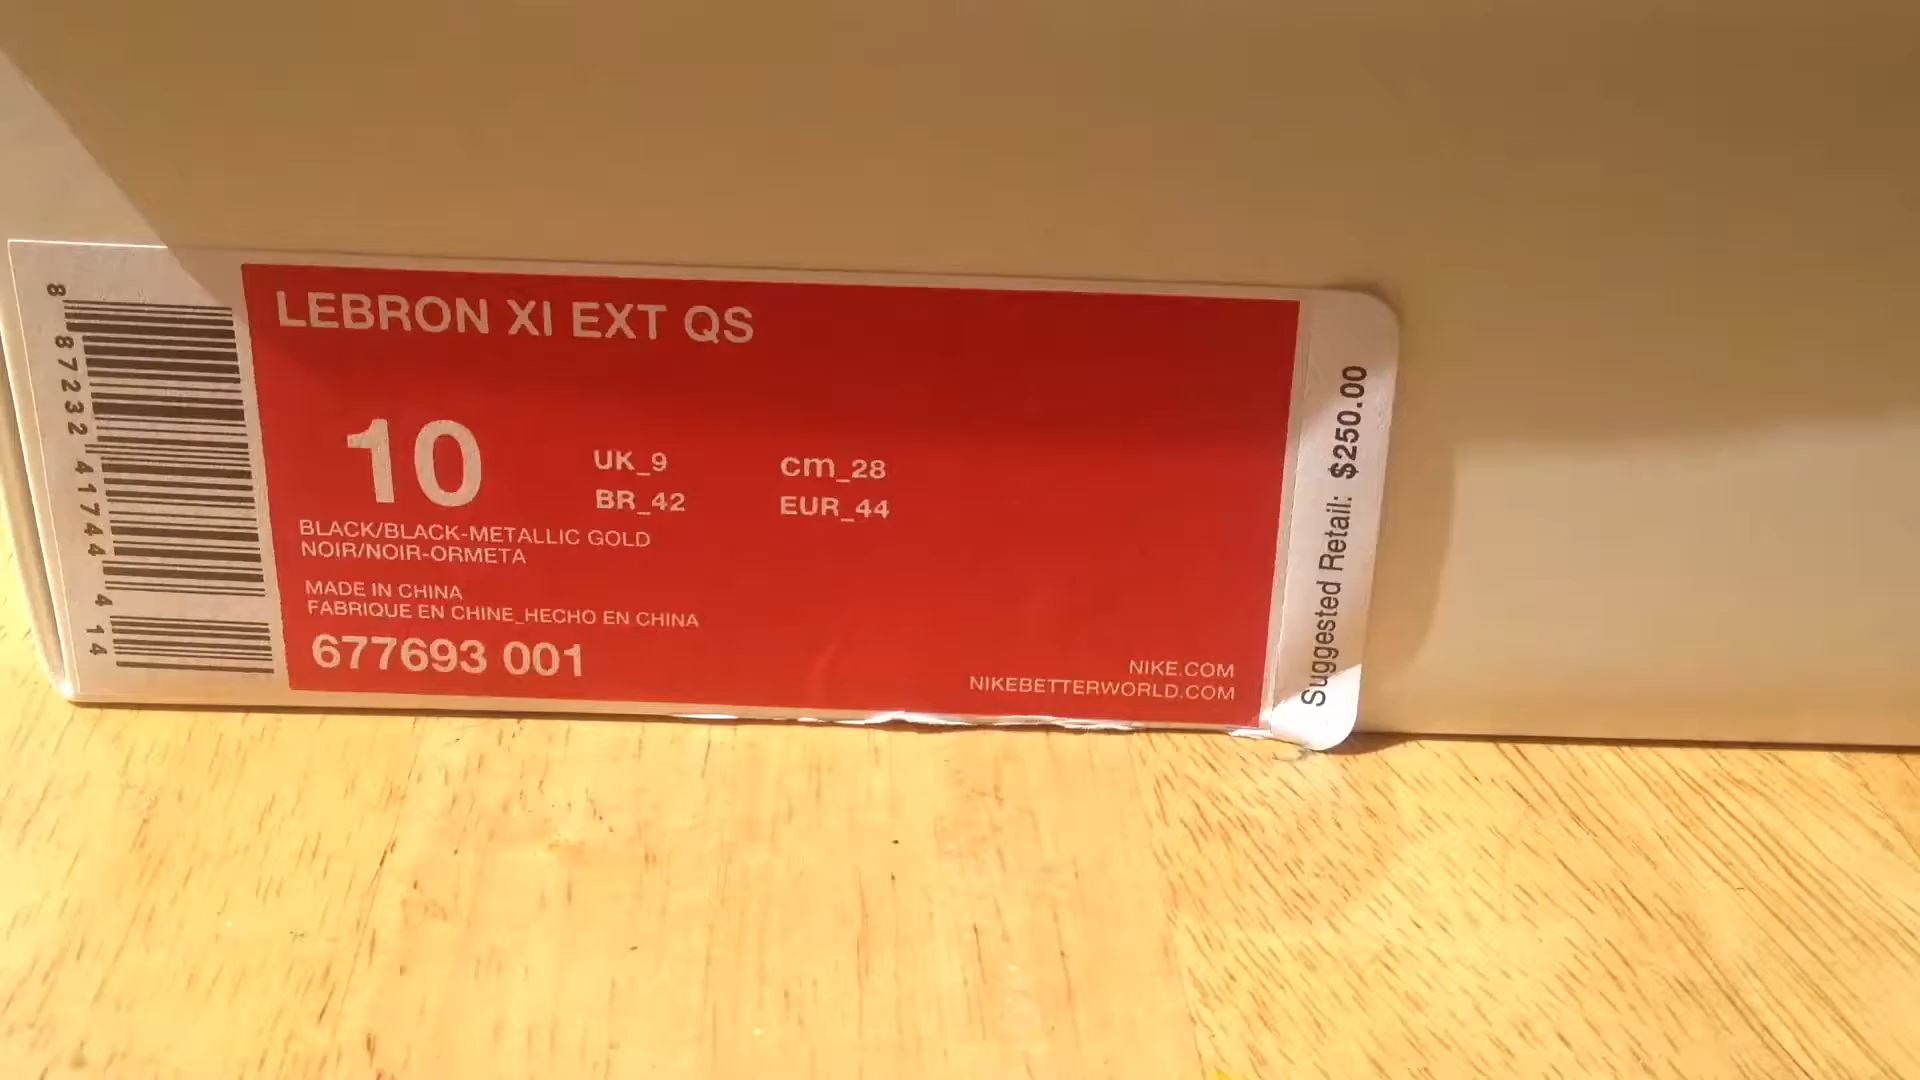 LEBRON XI EXT QS
10
UK_9
cm_28
BR_42
EUR_44
BLACK/BLACK-METALLIC GOLD
NOIR/NOIR-ORMETA
MADE IN CHINA
FABRIQUE EN CHINE_HECHO EN CHINA
677693 001
NIKE.COM
NIKEBETTERWORLD.COM
8 87232 41744 4 14
Suggested Retail: $250.00